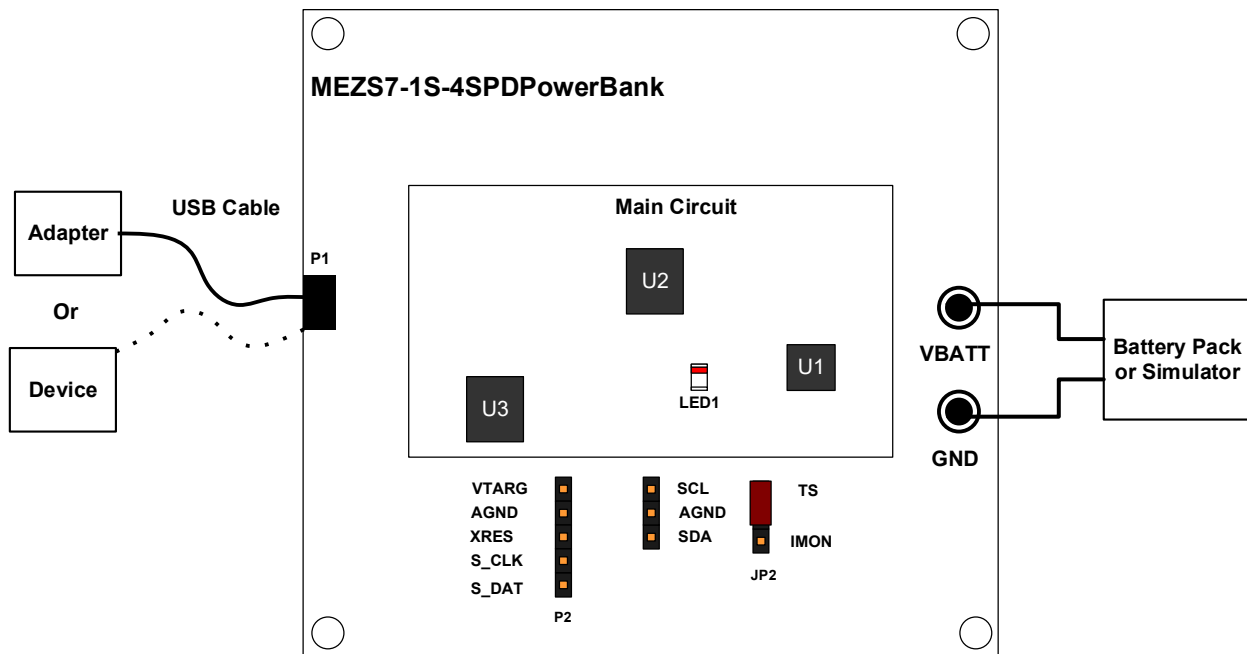 MEZS7-1S-4SPDPowerBank
Main Circuit
USB Cable
Adapter
P1
Or
Device
U2
U1
U3
LED1
VBATT
GND
Battery Pack
or Simulator
VTARG
AGND
XRES
S_CLK
S_DAT
P2
SCL
AGND
SDA
TS
IMON
JP2